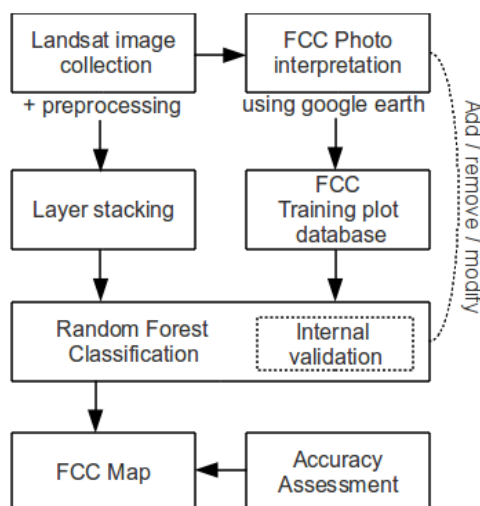 Landsat image
collection
+ preprocessing
FCC Photo
interpretation
using google earth
Add / remove / modify
Layer stacking
FCC
Training plot
database
Random Forest
Classification
Internal
validation
FCC Map
Accuracy
Assessment